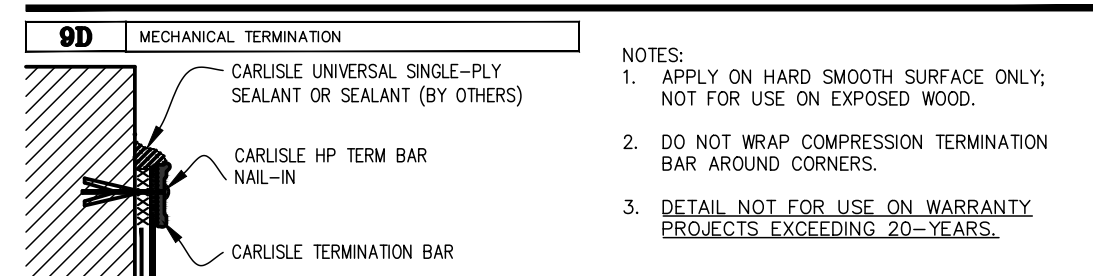 9D
MECHANICAL TERMINATION
CARLISLE UNIVERSAL SINGLE-PLY
SEALANT OR SEALANT (BY OTHERS)
CARLISLE HP TERM BAR
NAIL-IN
CARLISLE TERMINATION BAR
NOTES:
1. APPLY ON HARD SMOOTH SURFACE ONLY;
NOT FOR USE ON EXPOSED WOOD.
2. DO NOT WRAP COMPRESSION TERMINATION
BAR AROUND CORNERS.
3. DETAIL NOT FOR USE ON WARRANTY
PROJECTS EXCEEDING 20-YEARS.